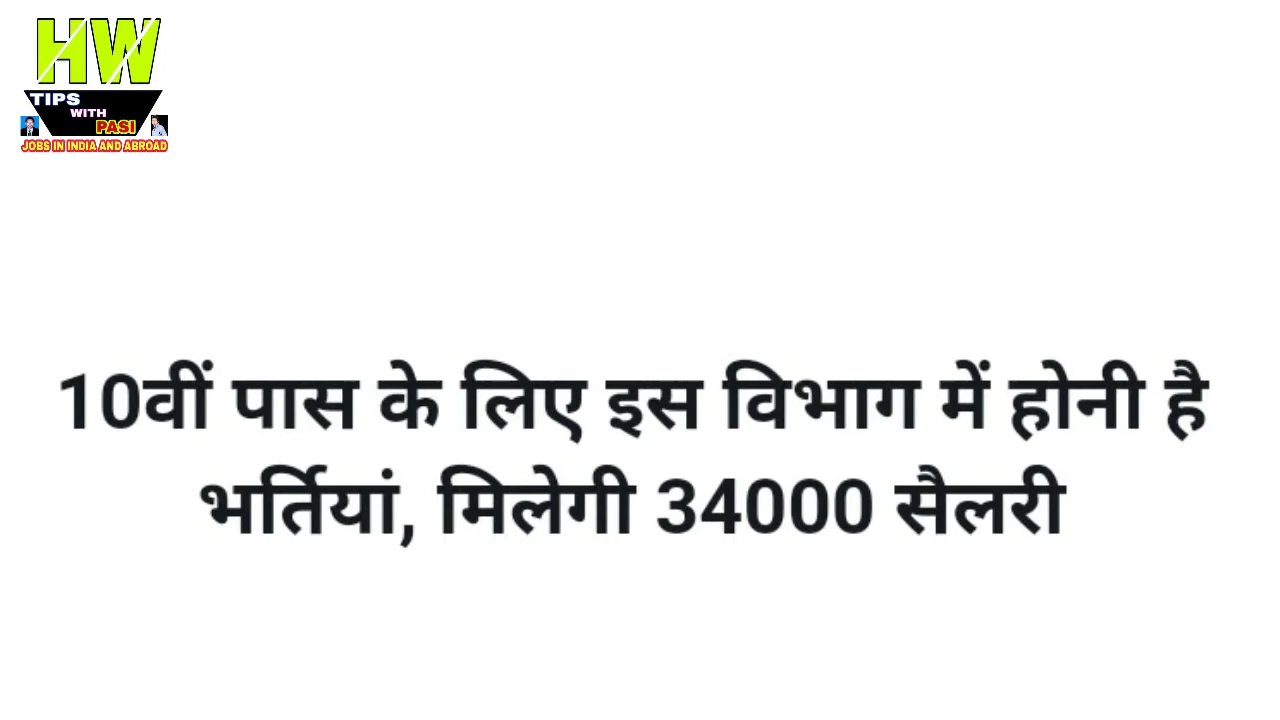 HW
TIPS
WITH
PASI
JOBS IN INDIA AND ABROAD
10वीं पास के लिए इस विभाग में होनी है
भर्तियां, मिलेगी 34000 सैलरी